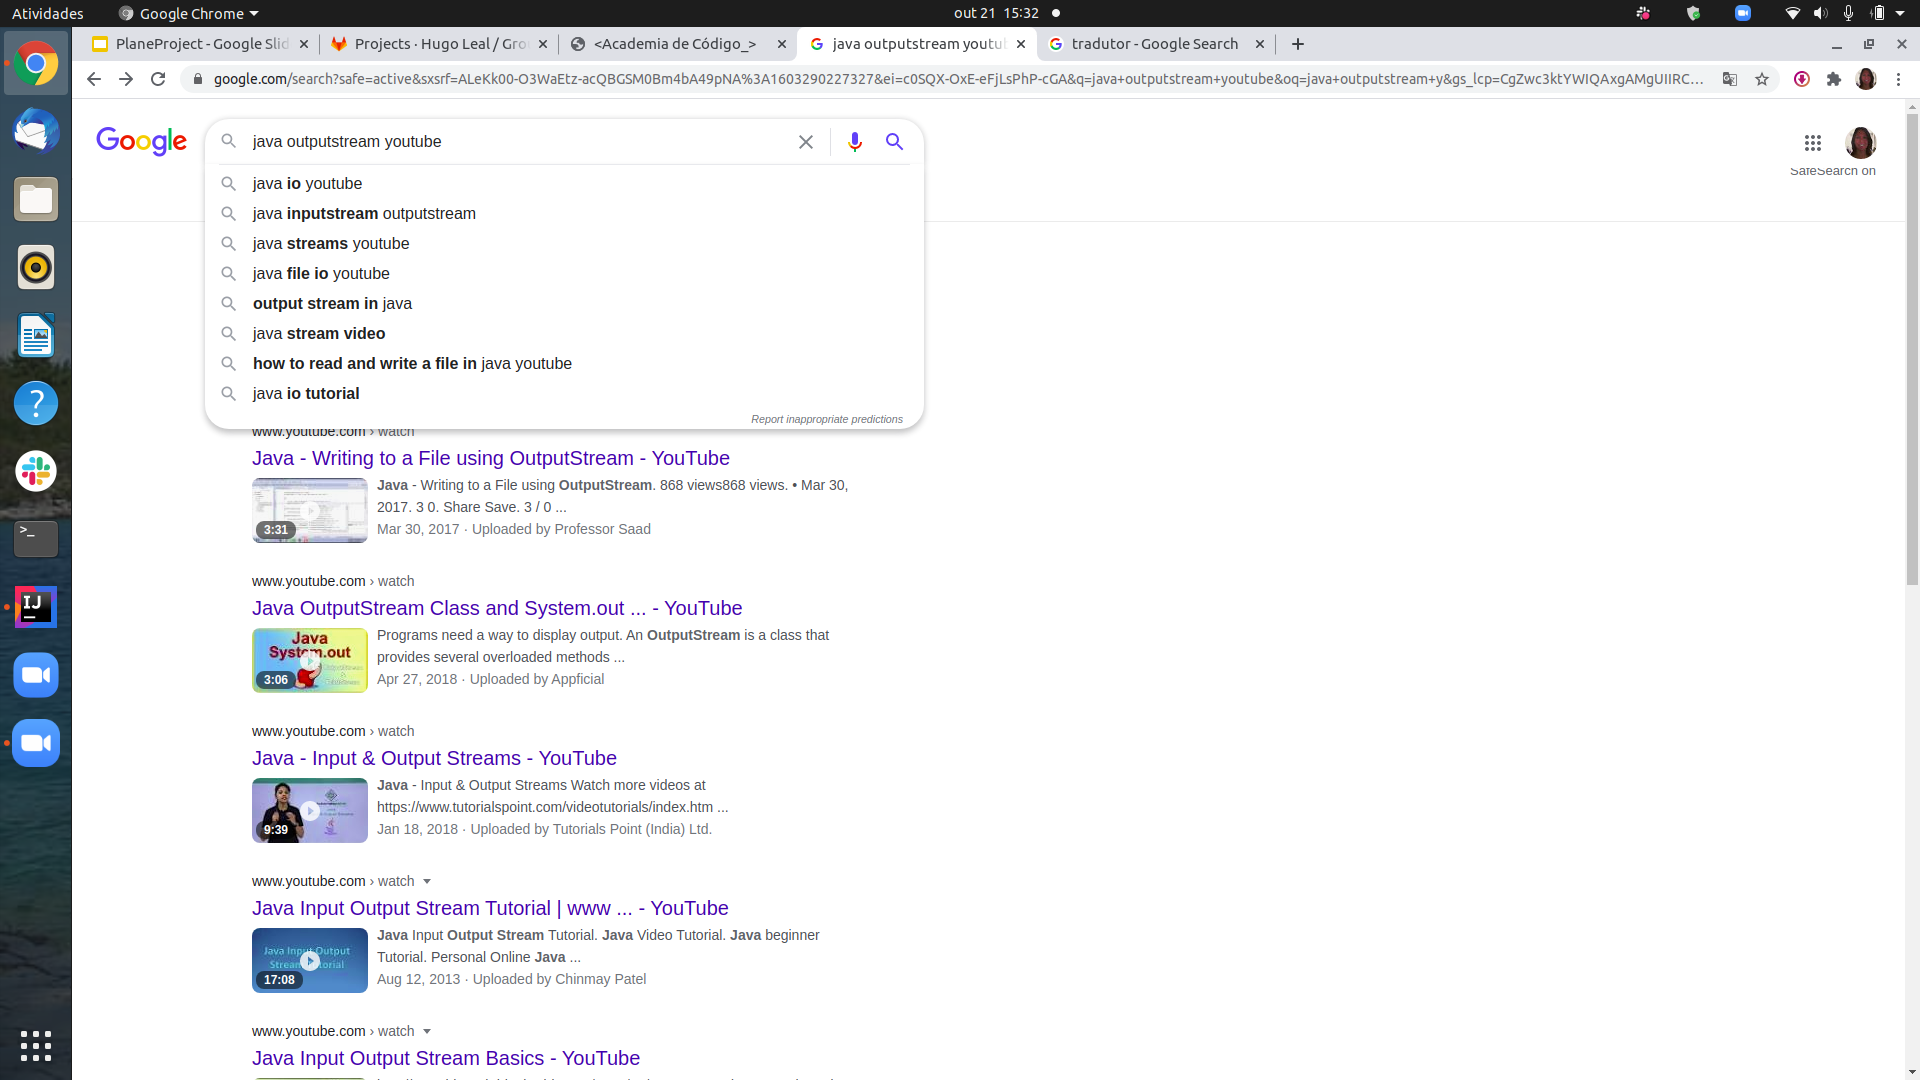 Atividades
Google Chrome
out 21 15:32
PlaneProject - Google Slid
Projects · Hugo Leal / Gro
<Academia de Código_>
java outputstream youtu
tradutor - Google Search
google.com/search?safe=active&sxsrf=ALeKk00-O3WaEtz-acQBGSM0Bm4bA49pNA%3A1603290227327&ei=c0SQX-OxE-eFjLsPhP-cGA&q=java+outputstream+youtube&oq=java+outputstream+y&gs_lcp=CgZwc3ktYWIQAxgAMgUIIRC...
Google
java outputstream youtube
SafeSearch on
java io youtube
java inputstream outputstream
java streams youtube
java file io youtube
output stream in java
java stream video
how to read and write a file in java youtube
java io tutorial
Report inappropriate predictions
www.youtube.com › watch
Java - Writing to a File using OutputStream - YouTube
Java - Writing to a File using OutputStream. 868 views868 views. • Mar 30,
2017. 3 0. Share Save. 3 / 0 ...
3:31
Mar 30, 2017 · Uploaded by Professor Saad
www.youtube.com › watch
Java OutputStream Class and System.out ... - YouTube
Java
System.out
3:06
Programs need a way to display output. An OutputStream is a class that
provides several overloaded methods ...
Apr 27, 2018 · Uploaded by Appficial
www.youtube.com › watch
Java - Input & Output Streams - YouTube
Java - Input & Output Streams Watch more videos at
https://www.tutorialspoint.com/videotutorials/index.htm ...
9:39
Jan 18, 2018 · Uploaded by Tutorials Point (India) Ltd.
www.youtube.com › watch
Java Input Output Stream Tutorial | www ... - YouTube
Java Input Output
Stream Tutorial
17:08
Java Input Output Stream Tutorial. Java Video Tutorial. Java beginner
Tutorial. Personal Online Java ...
Aug 12, 2013 · Uploaded by Chinmay Patel
www.youtube.com › watch
Java Input Output Stream Basics - YouTube